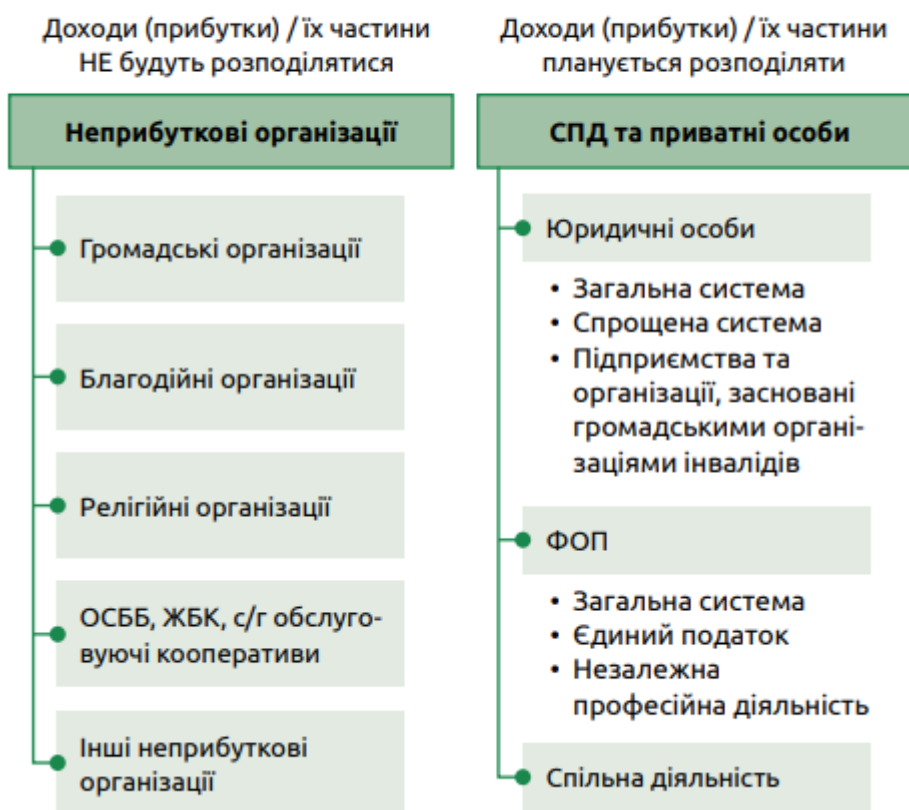 Доходи (прибутки) / їх частини
НЕ будуть розподілятися
Неприбуткові організації
Громадські організації
Благодійні організації
Релігійні організації
ОСББ, ЖБК, с/г обслуго-
вуючі кооперативи
Інші неприбуткові
організації
Доходи (прибутки) / їх частини
планується розподіляти
СПД та приватні особи
Юридичні особи
• Загальна система
• Спрощена система
• Підприємства та
організації, засновані
громадськими органі-
заціями інвалідів
ФОП
• Загальна система
• Єдиний податок
• Незалежна
професійна діяльність
Спільна діяльність